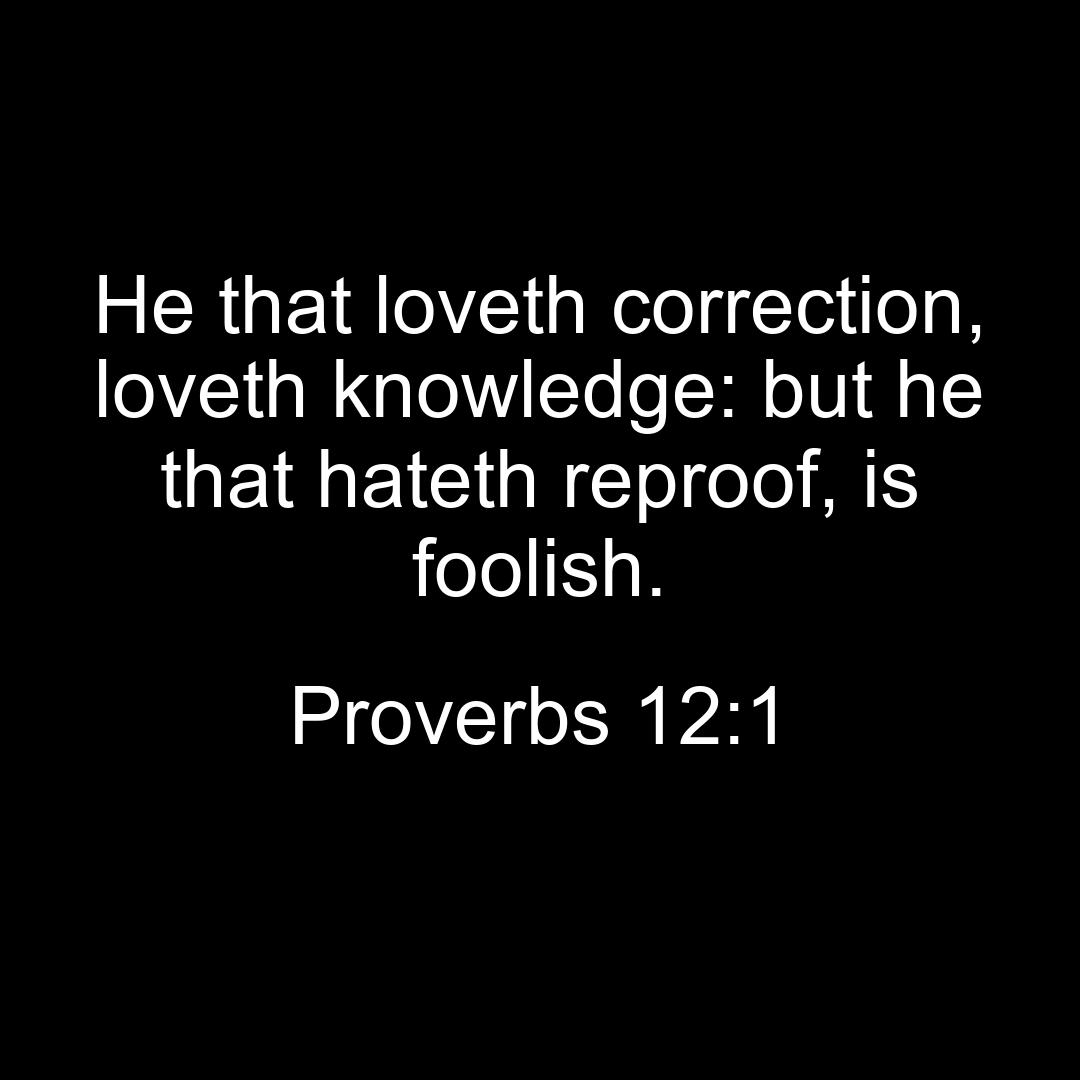 He that loveth correction,
loveth knowledge: but he
that hateth reproof, is
foolish.
Proverbs 12:1